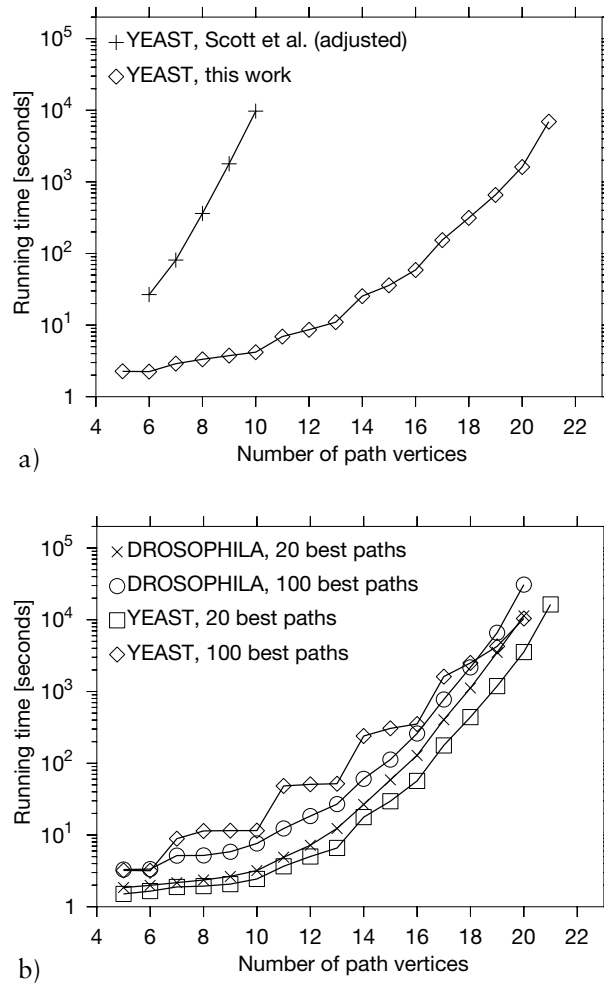 10^5
10^4
10^3
10^2
10^1
1
Running time [seconds]
+ YEAST, Scott et al. (adjusted)
◇ YEAST, this work
4 6 8 10 12 14 16 18 20 22
Number of path vertices
a)
10^5
10^4
10^3
10^2
10^1
1
Running time [seconds]
× DROSOPHILA, 20 best paths
○ DROSOPHILA, 100 best paths
□ YEAST, 20 best paths
◇ YEAST, 100 best paths
4 6 8 10 12 14 16 18 20 22
Number of path vertices
b)